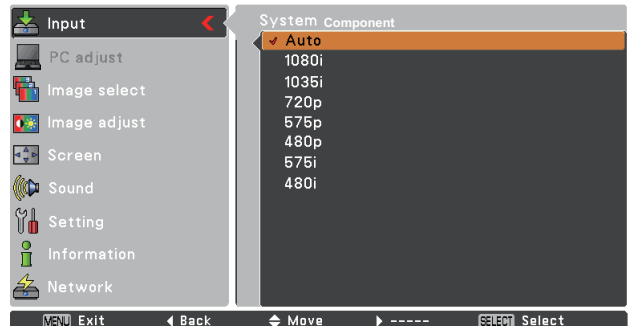 Input
PC adjust
Image select
Image adjust
Screen
Sound
Setting
Information
Network
System Component
Auto
1080i
1035i
720p
575p
480p
575i
480i
MENU Exit Back Move ----- SELECT Select